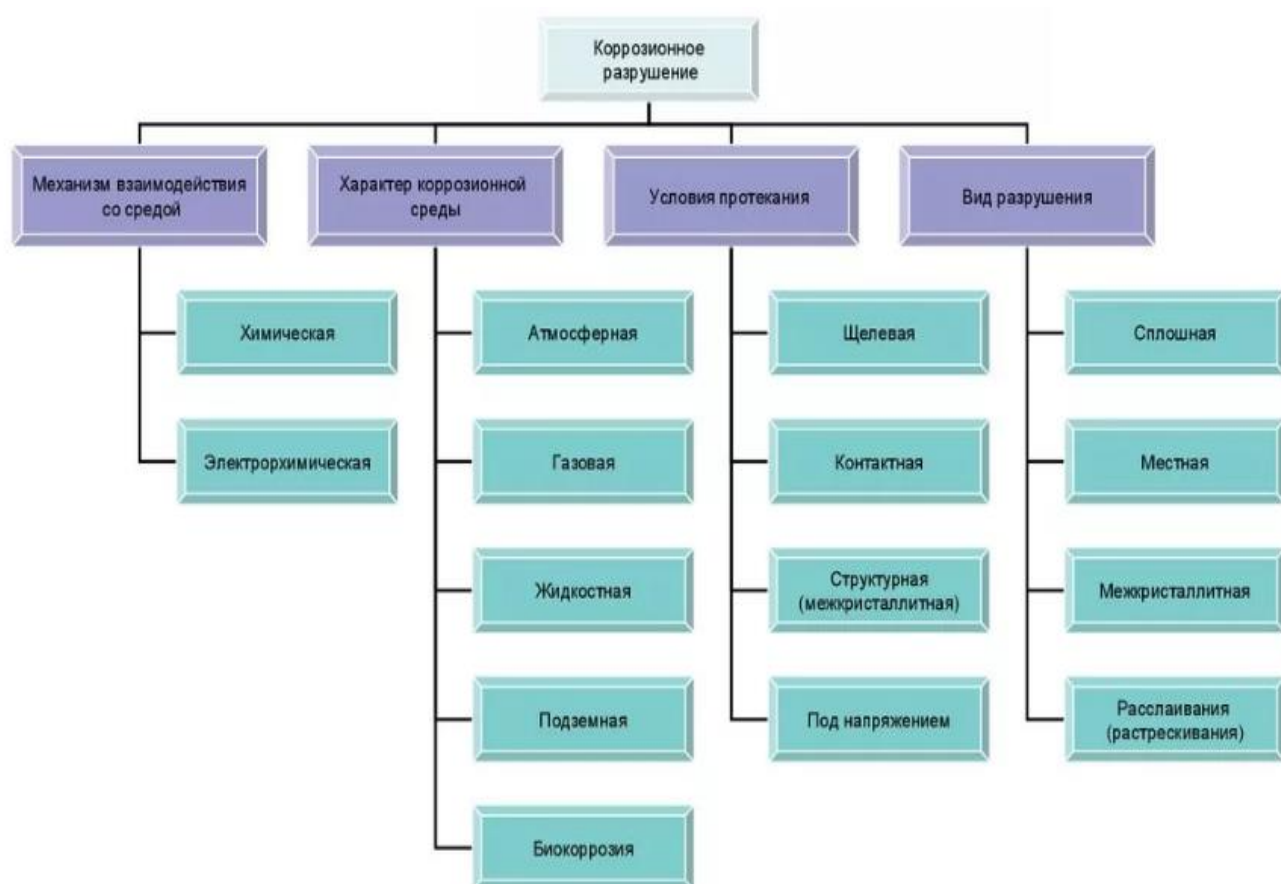 Коррозионное
разрушение
Механизм взаимодействия
со средой
Характер коррозионной
среды
Условия протекания
Вид разрушения
Химическая
Атмосферная
Щелевая
Сплошная
Электрорхимическая
Газовая
Контактная
Местная
Жидкостная
Структурная
(межкристаллитная)
Межкристаллитная
Подземная
Под напряжением
Расслаивания
(растрескивания)
Биокоррозия